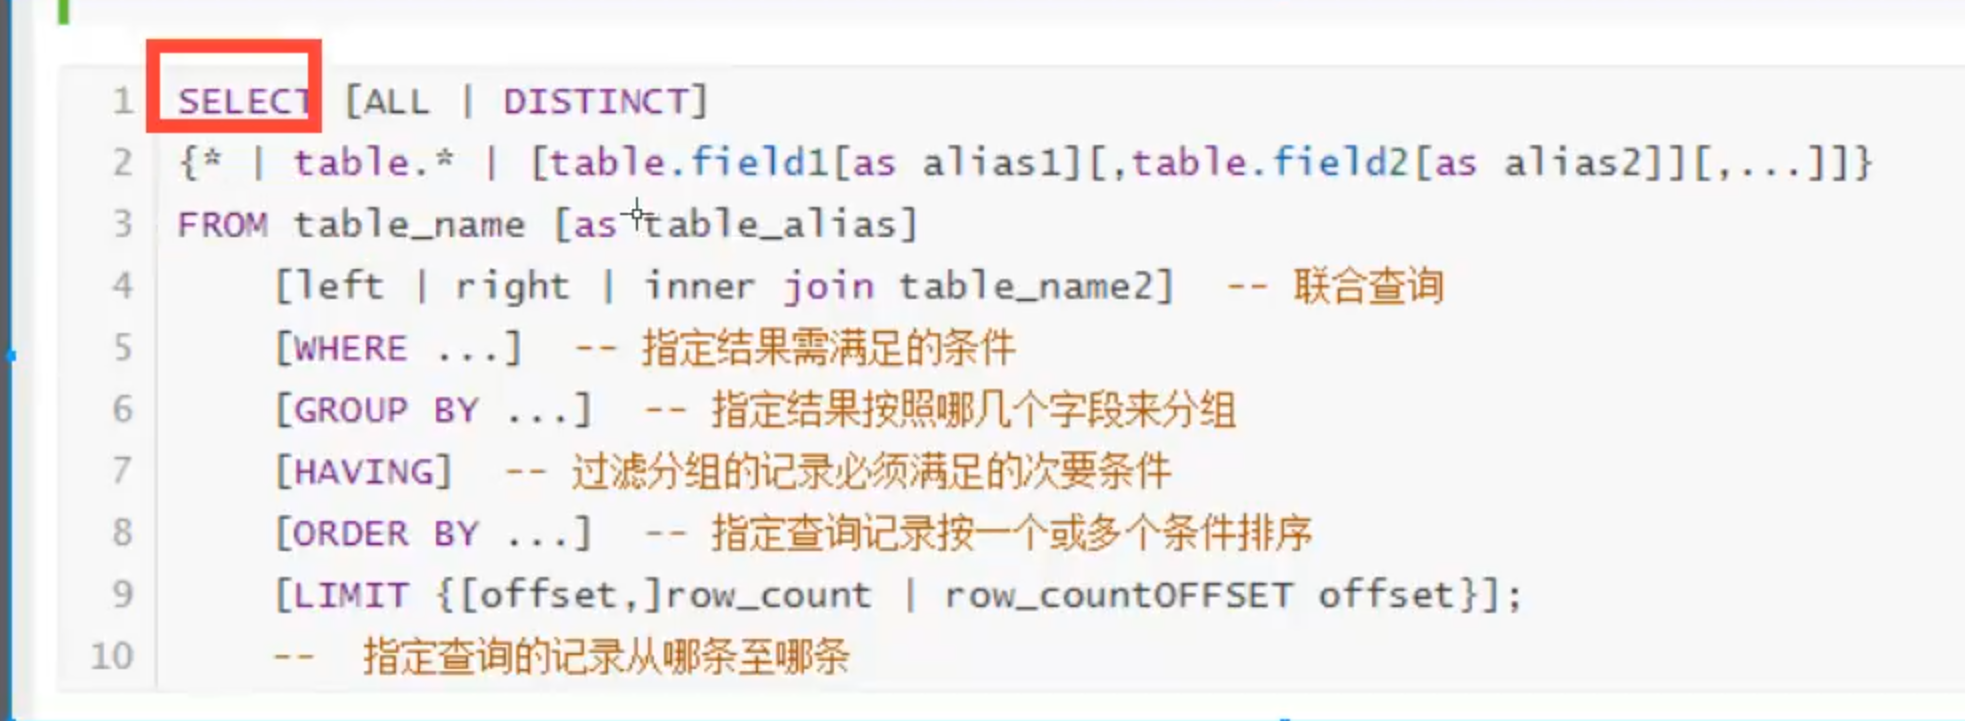 1 SELECT [ALL | DISTINCT]
2 {* | table.* | [table.field1[as alias1][,table.field2[as alias2]][,...]]}
3 FROM table_name [as table_alias]
4 [left | right | inner join table_name2] -- 联合查询
5 [WHERE ...] -- 指定结果需满足的条件
6 [GROUP BY ...] -- 指定结果按照哪几个字段来分组
7 [HAVING] -- 过滤分组的记录必须满足的次要条件
8 [ORDER BY ...] -- 指定查询记录按一个或多个条件排序
9 [LIMIT {[offset,]row_count | row_countOFFSET offset}];
10 -- 指定查询的记录从哪条至哪条